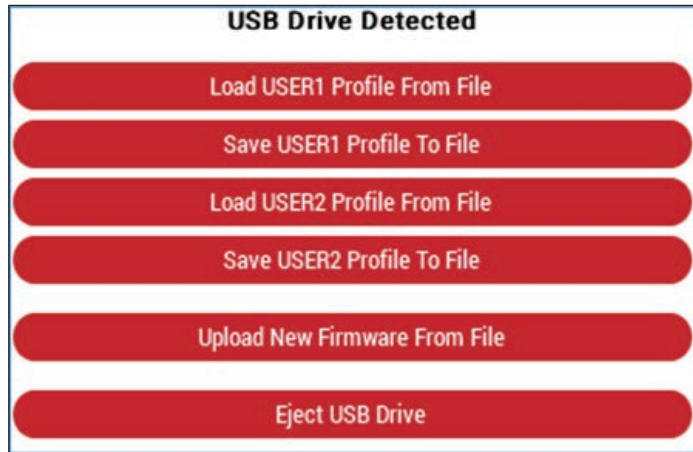 USB Drive Detected
Load USER1 Profile From File
Save USER1 Profile To File
Load USER2 Profile From File
Save USER2 Profile To File
Upload New Firmware From File
Eject USB Drive